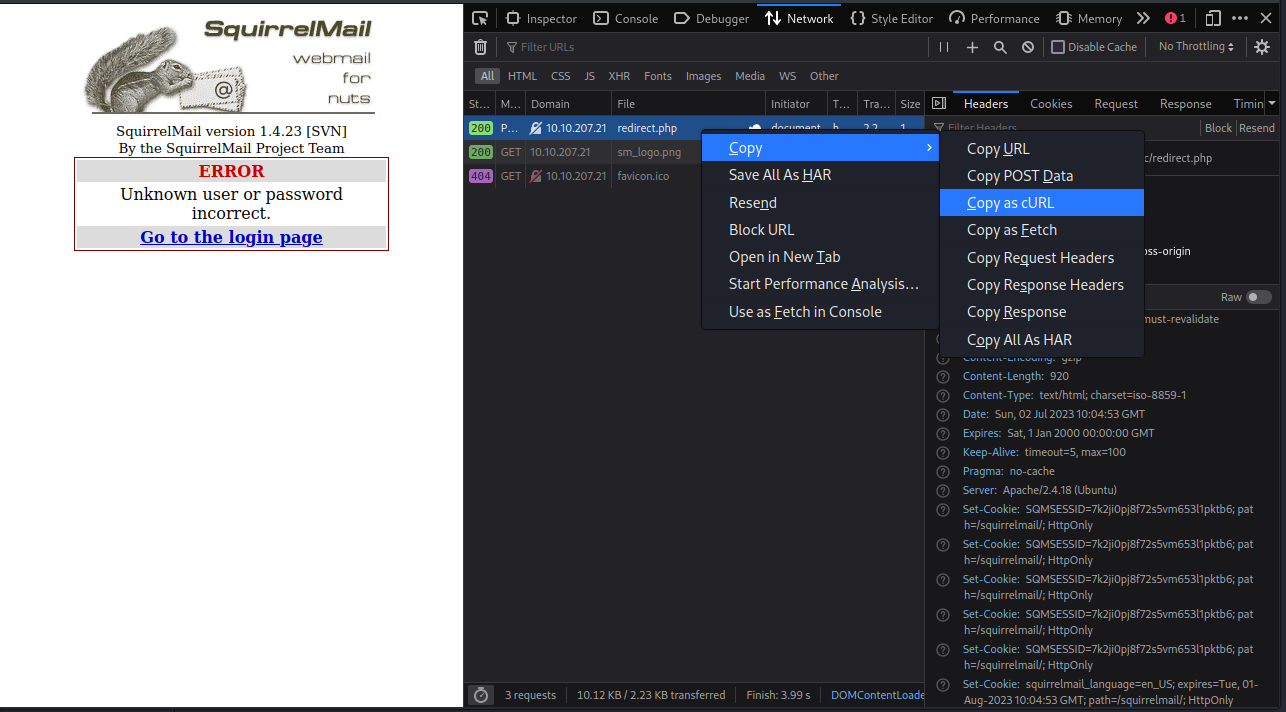 SquirrelMail
webmail
for
nuts
@
SquirrelMail version 1.4.23 [SVN]
By the SquirrelMail Project Team
ERROR
Unknown user or password
incorrect.
Go to the login page
Inspector Console Debugger Network Style Editor Performance Memory 1
Filter URLs
Disable Cache No Throttling
All HTML CSS JS XHR Fonts Images Media WS Other
St... M... Domain File Initiator T... Tra... Size
200 P... 10.10.207.21 redirect.php document h 2.2 1
200 GET 10.10.207.21 sm_logo.png
404 GET 10.10.207.21 favicon.ico
Copy
Save All As HAR
Resend
Block URL
Open in New Tab
Start Performance Analysis...
Use as Fetch in Console
Copy URL
Copy POST Data
Copy as cURL
Copy as Fetch
Copy Request Headers
Copy Response Headers
Copy Response
Copy All As HAR
Headers Cookies Request Response Timin
Filter Headers Block Resend
c/redirect.php
oss-origin
Raw
must-revalidate
Content-Encoding: gzip
Content-Length: 920
Content-Type: text/html; charset=iso-8859-1
Date: Sun, 02 Jul 2023 10:04:53 GMT
Expires: Sat, 1 Jan 2000 00:00:00 GMT
Keep-Alive: timeout=5, max=100
Pragma: no-cache
Server: Apache/2.4.18 (Ubuntu)
Set-Cookie: SQMSESSID=7k2ji0pj8f72s5vm653l1pktb6; pat
h=/squirrelmail/; HttpOnly
Set-Cookie: SQMSESSID=7k2ji0pj8f72s5vm653l1pktb6; pat
h=/squirrelmail/; HttpOnly
Set-Cookie: SQMSESSID=7k2ji0pj8f72s5vm653l1pktb6; pat
h=/squirrelmail/; HttpOnly
Set-Cookie: SQMSESSID=7k2ji0pj8f72s5vm653l1pktb6; pat
h=/squirrelmail/; HttpOnly
Set-Cookie: SQMSESSID=7k2ji0pj8f72s5vm653l1pktb6; pat
h=/squirrelmail/; HttpOnly
Set-Cookie: squirrelmail_language=en_US; expires=Tue, 01-
Aug-2023 10:04:53 GMT; path=/squirrelmail/; HttpOnly
3 requests 10.12 KB / 2.23 KB transferred Finish: 3.99 s DOMContentLoade